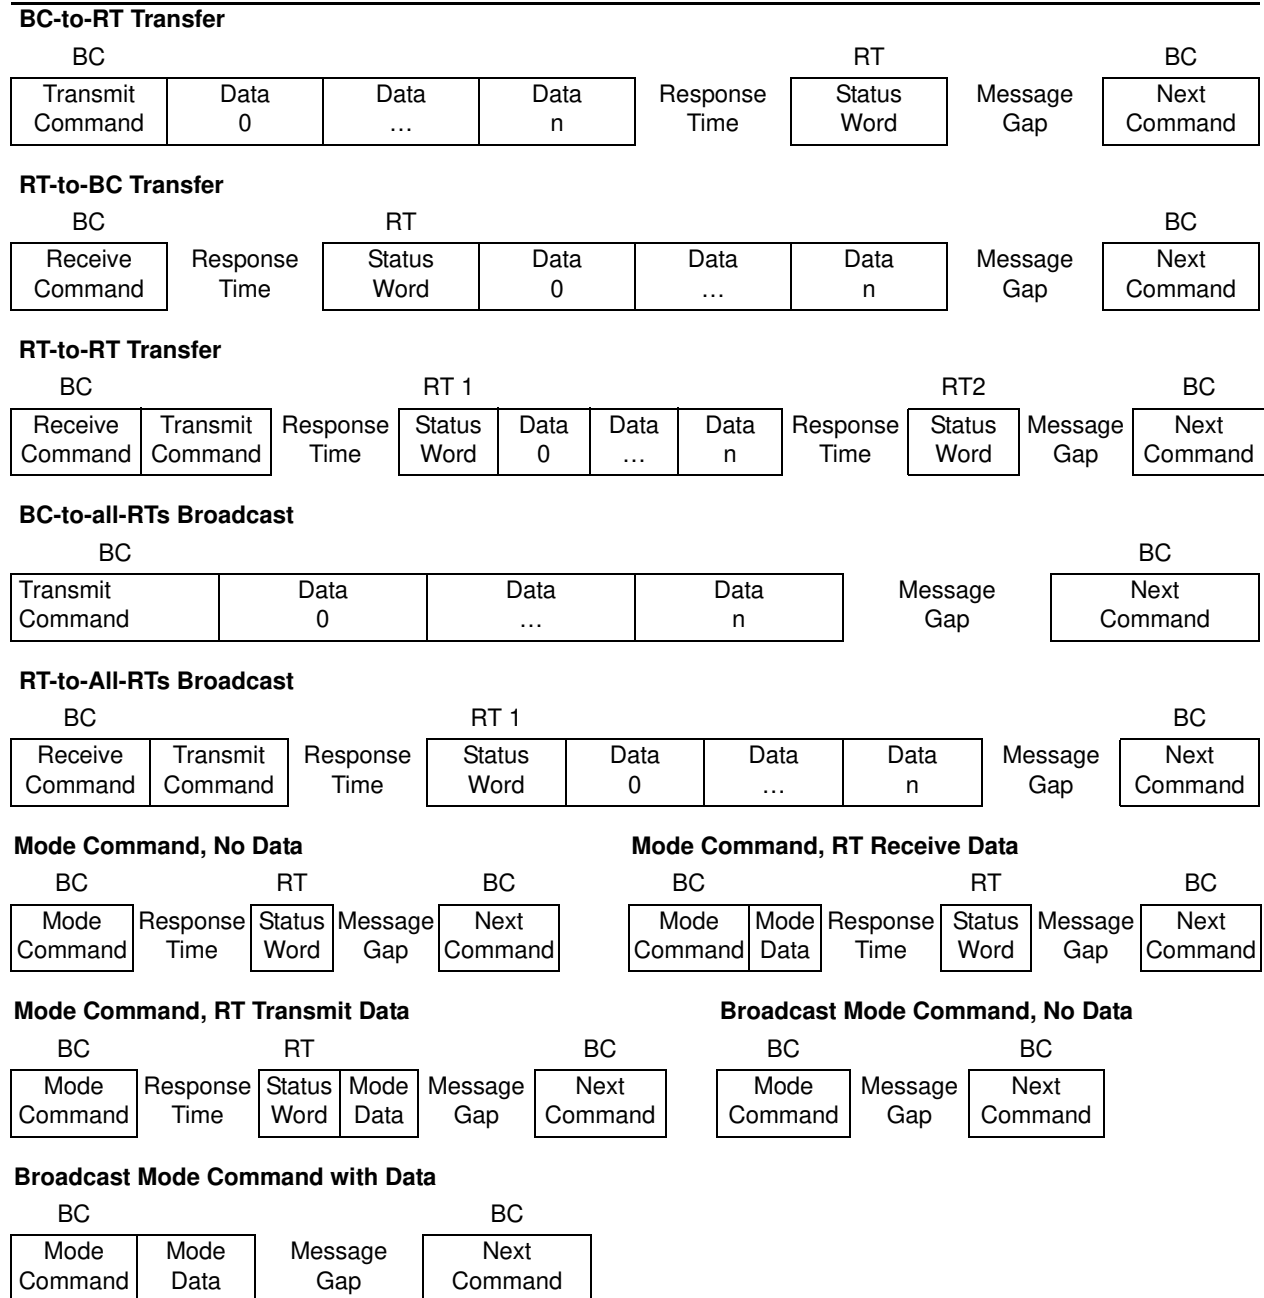 BC-to-RT Transfer
BC RT BC
Transmit Data Data Data Response Status Message Next
Command 0 … n Time Word Gap Command
RT-to-BC Transfer
BC RT BC
Receive Response Status Data Data Data Message Next
Command Time Word 0 … n Gap Command
RT-to-RT Transfer
BC RT 1 RT2 BC
Receive Transmit Response Status Data Data Data Response Status Message Next
Command Command Time Word 0 … n Time Word Gap Command
BC-to-all-RTs Broadcast
BC BC
Transmit Data Data Data Message Next
Command 0 … n Gap Command
RT-to-All-RTs Broadcast
BC RT 1 BC
Receive Transmit Response Status Data Data Data Message Next
Command Command Time Word 0 … n Gap Command
Mode Command, No Data Mode Command, RT Receive Data
BC RT BC BC RT BC
Mode Response Status Message Next Mode Mode Response Status Message Next
Command Time Word Gap Command Command Data Time Word Gap Command
Mode Command, RT Transmit Data Broadcast Mode Command, No Data
BC RT BC BC BC
Mode Response Status Mode Message Next Mode Message Next
Command Time Word Data Gap Command Command Gap Command
Broadcast Mode Command with Data
BC BC
Mode Mode Message Next
Command Data Gap Command